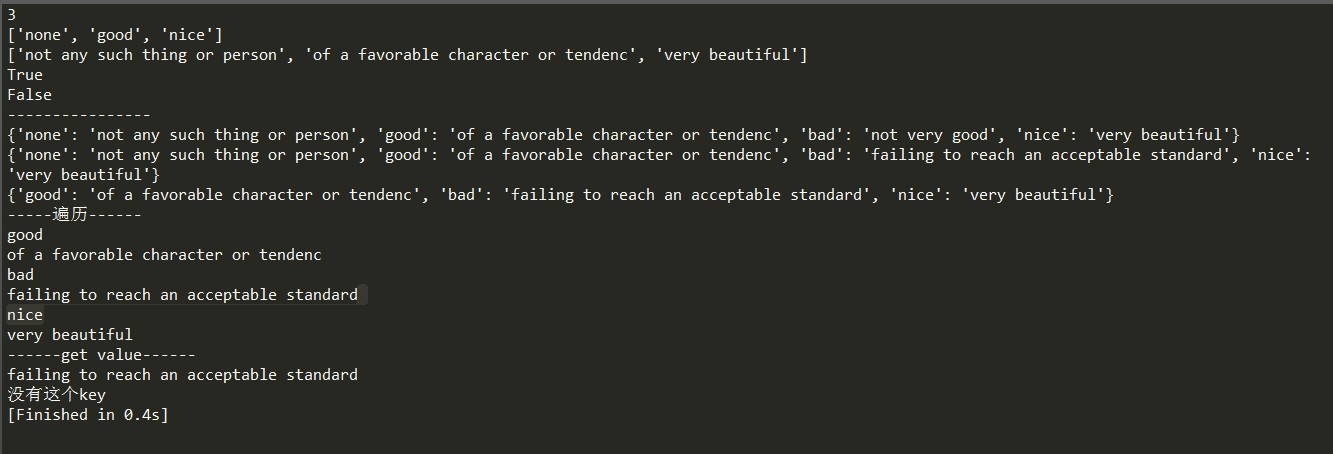 3
['none', 'good', 'nice']
['not any such thing or person', 'of a favorable character or tendenc', 'very beautiful']
True
False
----------------
{'none': 'not any such thing or person', 'good': 'of a favorable character or tendenc', 'bad': 'not very good', 'nice': 'very beautiful'}
{'none': 'not any such thing or person', 'good': 'of a favorable character or tendenc', 'bad': 'failing to reach an acceptable standard', 'nice':
'very beautiful'}
{'good': 'of a favorable character or tendenc', 'bad': 'failing to reach an acceptable standard', 'nice': 'very beautiful'}
-----遍历------
good
of a favorable character or tendenc
bad
failing to reach an acceptable standard
nice
very beautiful
------get value------
failing to reach an acceptable standard
没有这个key
[Finished in 0.4s]